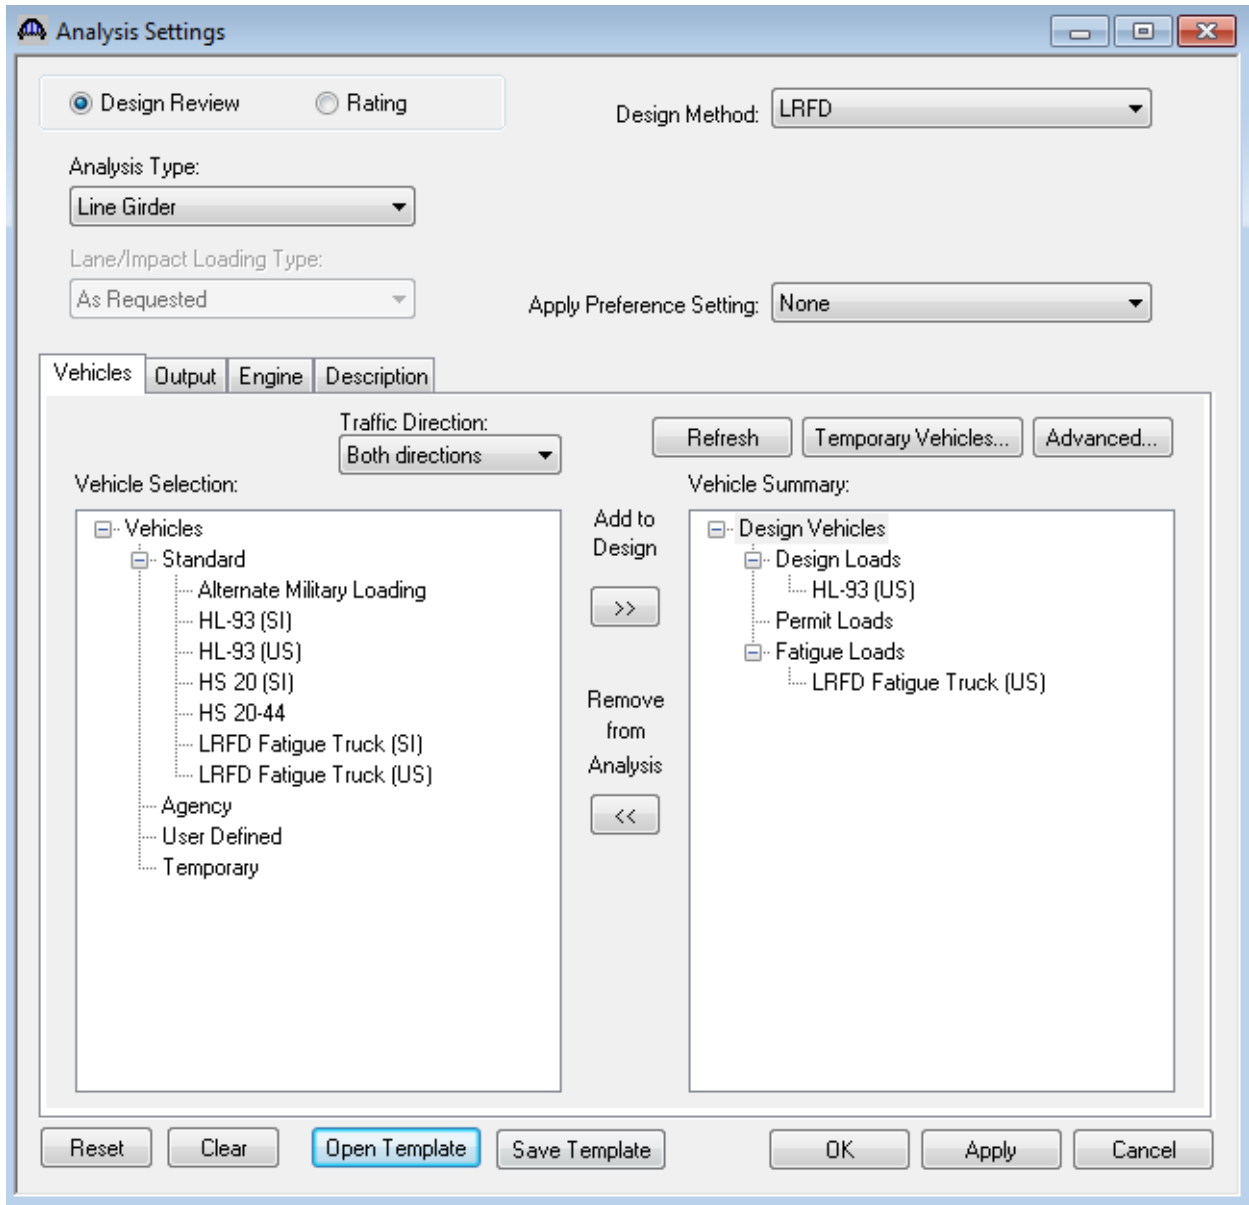 Analysis Settings
Design Review
Rating
Design Method:
LRFD
Analysis Type:
Line Girder
Lane/Impact Loading Type:
As Requested
Apply Preference Setting:
None
Vehicles
Output
Engine
Description
Traffic Direction:
Both directions
Refresh
Temporary Vehicles...
Advanced...
Vehicle Selection:
Vehicles
Standard
Alternate Military Loading
HL-93 (SI)
HL-93 (US)
HS 20 (SI)
HS 20-44
LRFD Fatigue Truck (SI)
LRFD Fatigue Truck (US)
Agency
User Defined
Temporary
Add to
Design
>>
Remove
from
Analysis
<<
Vehicle Summary:
Design Vehicles
Design Loads
HL-93 (US)
Permit Loads
Fatigue Loads
LRFD Fatigue Truck (US)
Reset
Clear
Open Template
Save Template
OK
Apply
Cancel